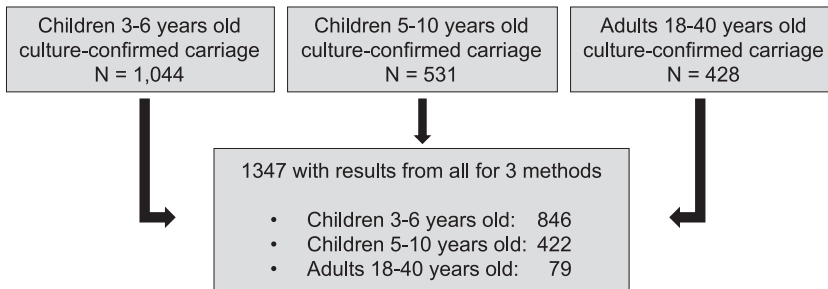 Children 3-6 years old
culture-confirmed carriage
N = 1,044
Children 5-10 years old
culture-confirmed carriage
N = 531
Adults 18-40 years old
culture-confirmed carriage
N = 428
1347 with results from all for 3 methods
• Children 3-6 years old: 846
• Children 5-10 years old: 422
• Adults 18-40 years old: 79